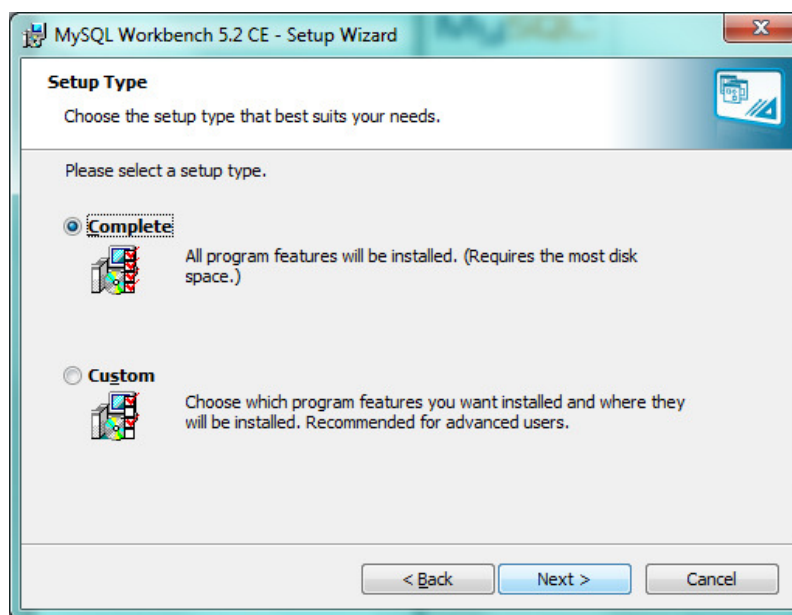 MySQL Workbench 5.2 CE - Setup Wizard
Setup Type
Choose the setup type that best suits your needs.
Please select a setup type.
Complete
All program features will be installed. (Requires the most disk
space.)
Custom
Choose which program features you want installed and where they
will be installed. Recommended for advanced users.
< Back Next > Cancel